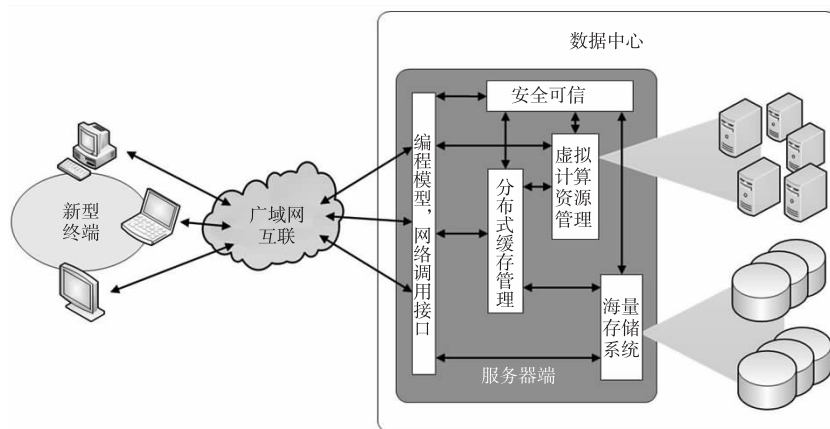 数据中心
安全可信
编程模型，网络调用接口
虚拟
计算
资源
管理
分布式缓存管理
新型
终端
广域网
互联
海量
存储
系统
服务器端